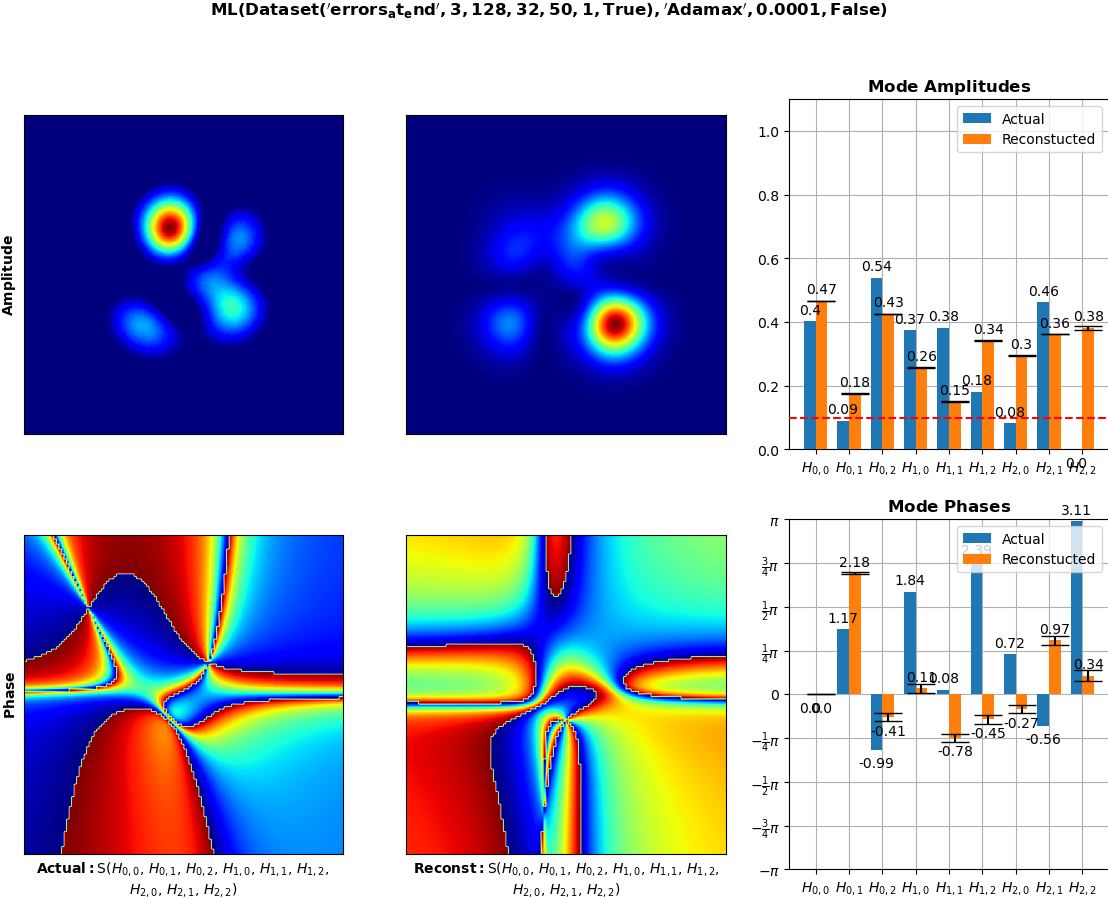 ML(Dataset('errors_at_end', 3, 128, 32, 50, 1, True), 'Adamax', 0.0001, False)
Amplitude
Mode Amplitudes
Actual
Reconstucted
1.0
0.8
0.6
0.4
0.2
0.0
0.4
0.47
0.09
0.18
0.54
0.43
0.37
0.26
0.38
0.15
0.18
0.34
0.08
0.3
0.46
0.36
0.0
0.38
H0,0 H0,1 H0,2 H1,0 H1,1 H1,2 H2,0 H2,1 H2,2
Phase
Mode Phases
Actual
Reconstucted
π
3/4π
1/2π
1/4π
0
−1/4π
−1/2π
−3/4π
−π
0.0
0.0
1.17
2.18
-0.99
-0.41
1.84
0.11
0.08
-0.78
2.39
-0.45
0.72
-0.27
-0.56
0.97
3.11
0.34
H0,0 H0,1 H0,2 H1,0 H1,1 H1,2 H2,0 H2,1 H2,2
Actual: S(H0,0, H0,1, H0,2, H1,0, H1,1, H1,2,
H2,0, H2,1, H2,2)
Reconst: S(H0,0, H0,1, H0,2, H1,0, H1,1, H1,2,
H2,0, H2,1, H2,2)